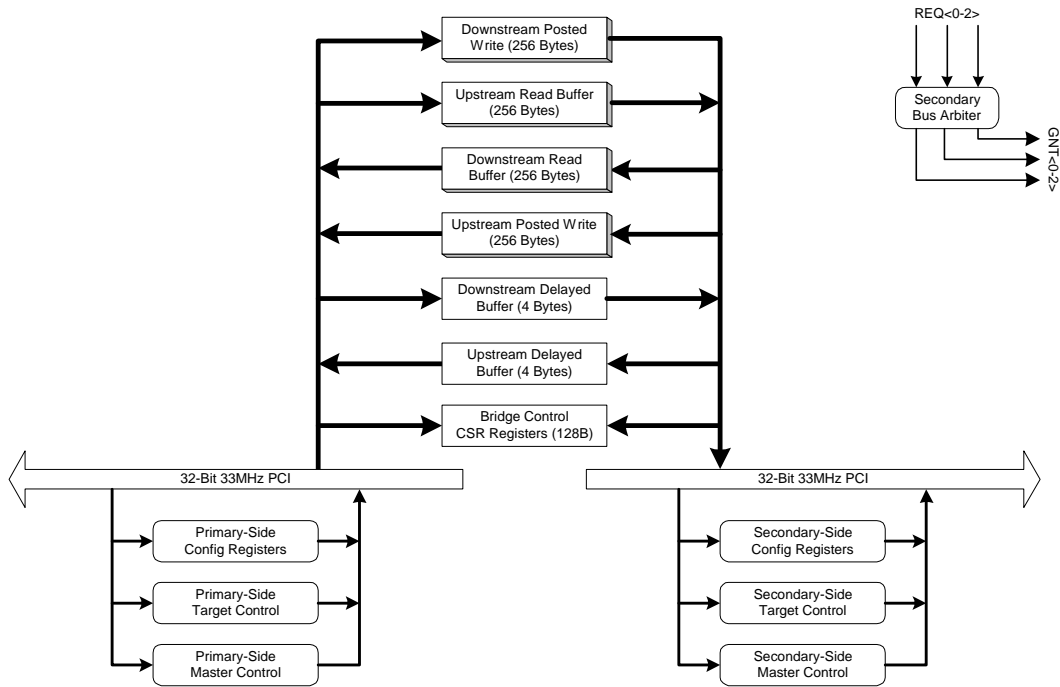 Downstream Posted
Write (256 Bytes)
Upstream Read Buffer
(256 Bytes)
Downstream Read
Buffer (256 Bytes)
Upstream Posted Write
(256 Bytes)
Downstream Delayed
Buffer (4 Bytes)
Upstream Delayed
Buffer (4 Bytes)
Bridge Control
CSR Registers (128B)
REQ<0-2>
Secondary
Bus Arbiter
GNT<0-2>
32-Bit 33MHz PCI
32-Bit 33MHz PCI
Primary-Side
Config Registers
Primary-Side
Target Control
Primary-Side
Master Control
Secondary-Side
Config Registers
Secondary-Side
Target Control
Secondary-Side
Master Control